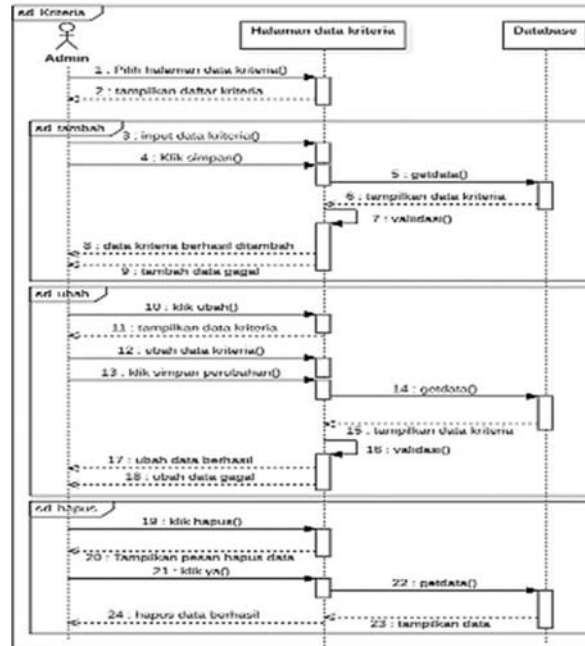 sd Kriteria
Halaman data kriteria
Database
Admin
1 : Pilih halaman data kriteria()
2 : tampilkan daftar kriteria
sd tambah
3 : input data kriteria()
4 : Klik simpan()
5 : getdata()
6 : tampilkan data kriteria
7 : validasi()
8 : data kriteria berhasil ditambah
9 : tambah data gagal
sd ubah
10 : klik ubah()
11 : tampilkan data kriteria
12 : ubah data kriteria()
13 : klik simpan perubahan()
14 : getdata()
15 : tampilkan data kriteria
16 : validasi()
17 : ubah data berhasil
18 : ubah data gagal
sd hapus
19 : klik hapus()
20 : Tampilkan pesan hapus data
21 : klik ya()
22 : getdata()
23 : tampilkan data
24 : hapus data berhasil